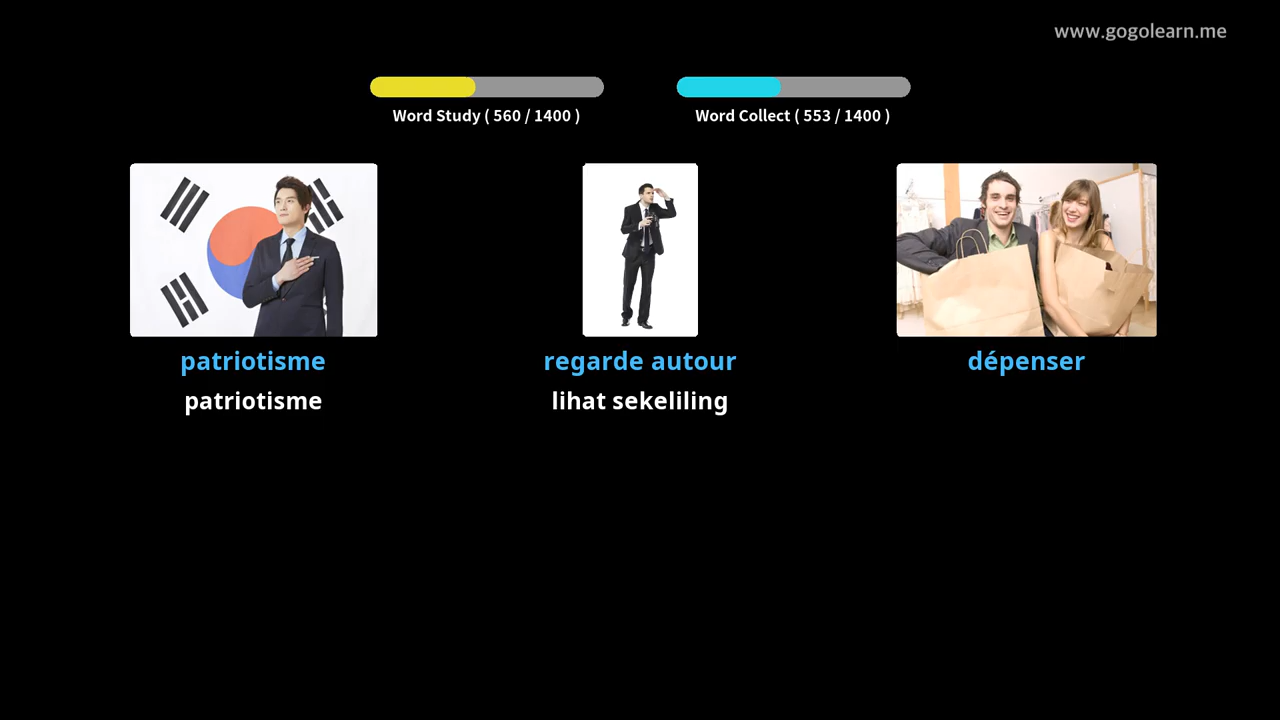 www.gogolearn.me
Word Study ( 560 / 1400 )
Word Collect ( 553 / 1400 )
patriotisme
regarde autour
dépenser
patriotisme
lihat sekeliling